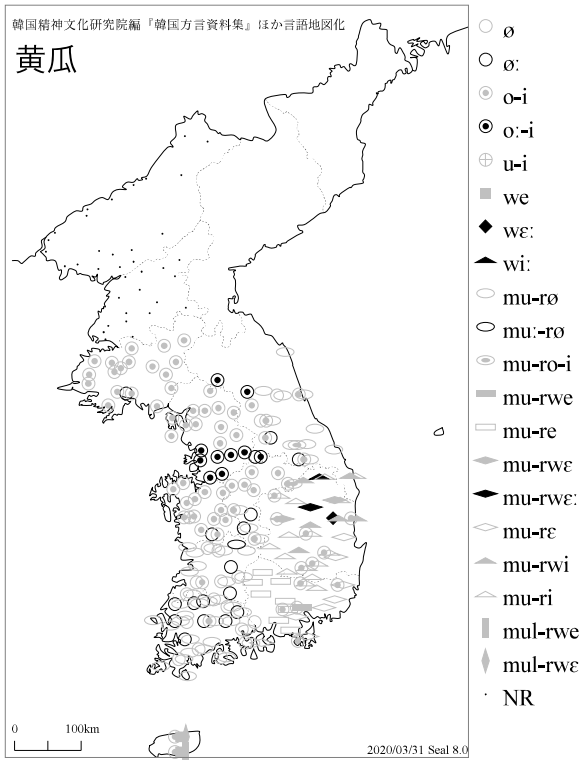 韓国精神文化研究院編『韓国方言資料集』ほか言語地図化
黄瓜
ø
øː
o-i
oː-i
u-i
we
wɛː
wiː
mu-rø
muː-rø
mu-ro-i
mu-rwe
mu-re
mu-rwɛ
mu-rwɛː
mu-rɛ
mu-rwi
mu-ri
mul-rwe
mul-rwɛ
NR
0 100km
2020/03/31 Seal 8.0